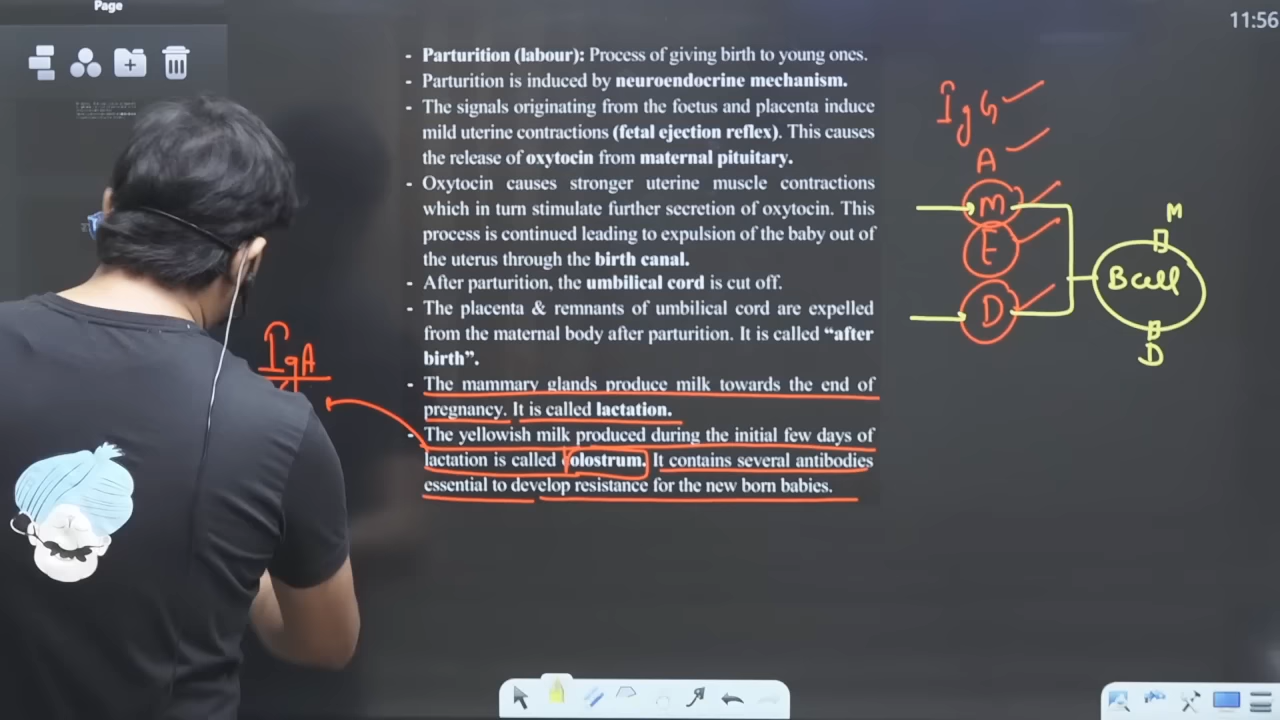 Page
11:56
- Parturition (labour): Process of giving birth to young ones.
- Parturition is induced by neuroendocrine mechanism.
- The signals originating from the foetus and placenta induce
mild uterine contractions (fetal ejection reflex). This causes
the release of oxytocin from maternal pituitary.
- Oxytocin causes stronger uterine muscle contractions
which in turn stimulate further secretion of oxytocin. This
process is continued leading to expulsion of the baby out of
the uterus through the birth canal.
- After parturition, the umbilical cord is cut off.
- The placenta & remnants of umbilical cord are expelled
from the maternal body after parturition. It is called “after
birth”.
- The mammary glands produce milk towards the end of
pregnancy. It is called lactation.
- The yellowish milk produced during the initial few days of
lactation is called colostrum. It contains several antibodies
essential to develop resistance for the new born babies.
IgA
IgG
A
M
E
D
M
B cell
D